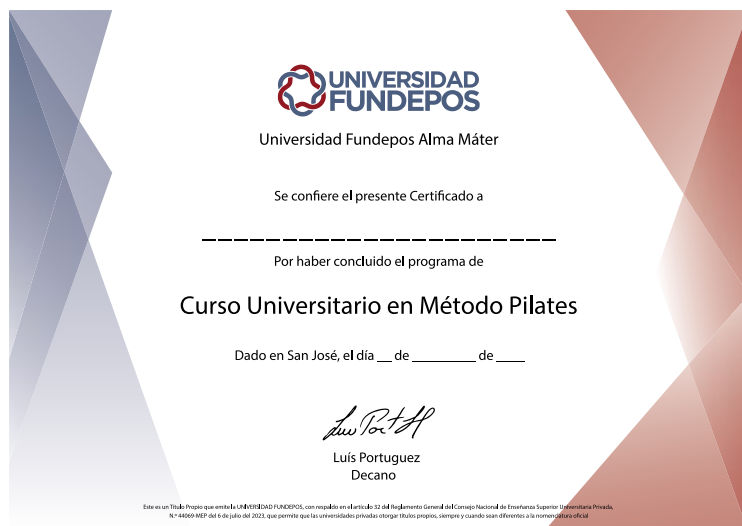 UNIVERSIDAD
FUNDEPOS
Universidad Fundepos Alma Máter
Se confiere el presente Certificado a
_ _ _ _ _ _ _ _ _ _ _ _ _ _ _ _ _ _ _ _ _ _
Por haber concluido el programa de
Curso Universitario en Método Pilates
Dado en San José, el día __ de _________ de ____
Luís Portuguez
Decano
Este es un Título Propio que emite la UNIVERSIDAD FUNDEPOS, con respaldo en el artículo 32 del Reglamento General del Consejo Nacional de Enseñanza Superior Universitaria Privada,
N.º 44069-MEP del 6 de julio del 2023, que permite que las universidades privadas otorgar títulos propios, siempre y cuando sean diferentes a la nomenclatura oficial